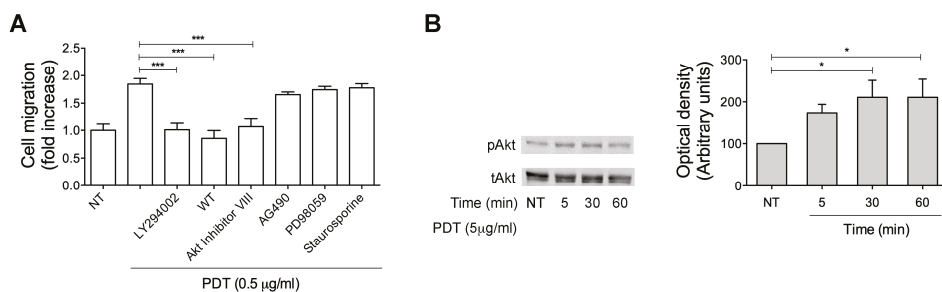 A
Cell migration
(fold increase)
2.5
2.0
1.5
1.0
0.5
0.0
***
***
***
NT
LY294002
WT
Akt inhibitor VIII
AG490
PD98059
Staurosporine
PDT (0.5 μg/ml)
B
pAkt
tAkt
Time (min) NT 5 30 60
PDT (5μg/ml)
Optical density
(Arbitrary units)
300
200
100
0
*
*
NT 5 30 60
Time (min)